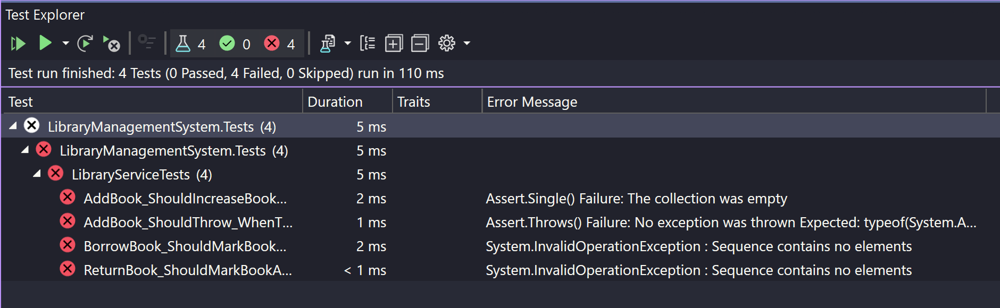 Test Explorer
4 0 4
Test run finished: 4 Tests (0 Passed, 4 Failed, 0 Skipped) run in 110 ms
Test Duration Traits Error Message
LibraryManagementSystem.Tests (4) 5 ms
LibraryManagementSystem.Tests (4) 5 ms
LibraryServiceTests (4) 5 ms
AddBook_ShouldIncreaseBook... 2 ms Assert.Single() Failure: The collection was empty
AddBook_ShouldThrow_WhenT... 1 ms Assert.Throws() Failure: No exception was thrown Expected: typeof(System.A...
BorrowBook_ShouldMarkBook... 2 ms System.InvalidOperationException : Sequence contains no elements
ReturnBook_ShouldMarkBookA... < 1 ms System.InvalidOperationException : Sequence contains no elements